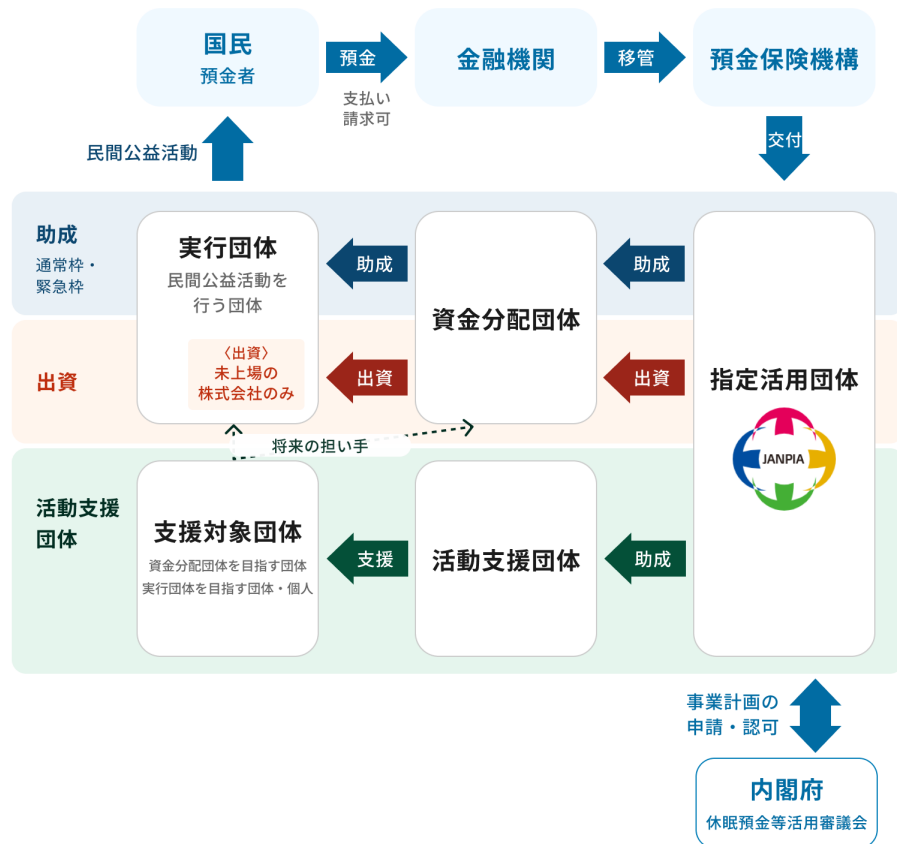 国民
預金者
預金
支払い
請求可
金融機関
移管
預金保険機構
交付
民間公益活動
助成
通常枠・
緊急枠
実行団体
民間公益活動を
行う団体
助成
資金分配団体
助成
指定活用団体
JANPIA
出資
〈出資〉
未上場の
株式会社のみ
出資
出資
将来の担い手
活動支援
団体
支援対象団体
資金分配団体を目指す団体
実行団体を目指す団体・個人
支援
活動支援団体
助成
事業計画の
申請・認可
内閣府
休眠預金等活用審議会